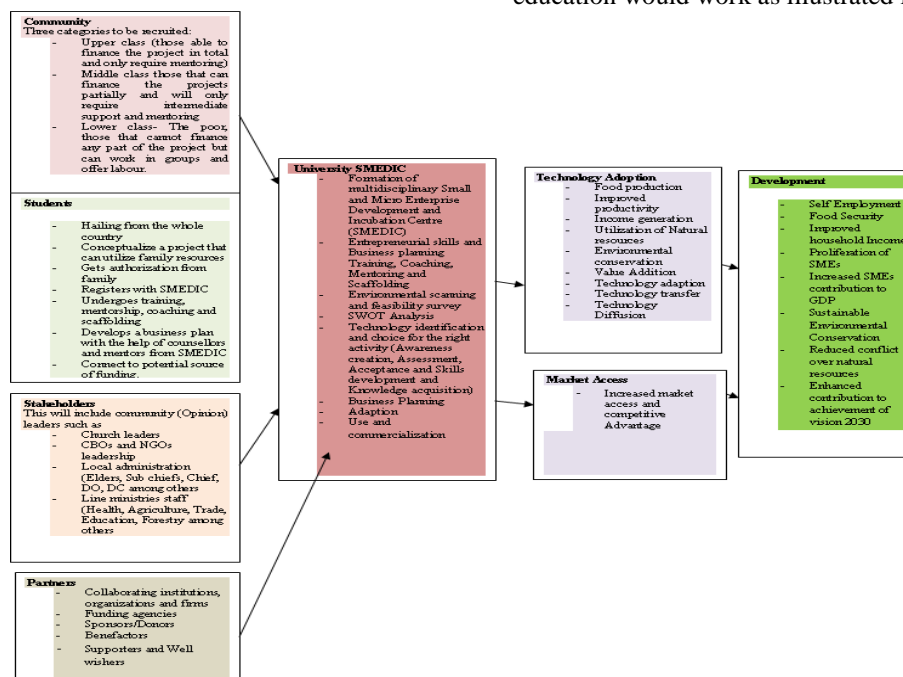 education would work as illustrated
Community
Three categories to be recruited:
- Upper class (those able to
finance the project in total
and only require mentoring)
- Middle class those that can
finance the projects
partially and will only
require intermediate
support and mentoring
- Lower class- The poor,
those that cannot finance
any part of the project but
can work in groups and
offer labour.
Students
- Hailing from the whole
country
- Conceptualize a project that
can utilize family resources
- Gets authorization from
family
- Registers with SMEDIC
- Undergoes training,
mentorship, coaching and
scaffolding
- Develops a business plan
with the help of counsellors
and mentors from SMEDIC
- Connect to potential source
of funding.
Stakeholders
This will include community (Opinion)
leaders such as
- Church leaders
- CBOs and NGOs
leadership
- Local administration
(Elders, Sub chiefs, Chief,
DO, DC among others
- Line ministries staff
(Health, Agriculture, Trade,
Education, Forestry among
others
Partners
- Collaborating institutions,
organizations and firms
- Funding agencies
- Sponsors/Donors
- Benefactors
- Supporters and Well
wishers
University SMEDIC
- Formation of
multidisciplinary Small
and Micro Enterprise
Development and
Incubation Centre
(SMEDIC)
- Entrepreneurial skills and
Business planning
Training, Coaching,
Mentoring and
Scaffolding
- Environmental scanning
and feasibility survey
- SWOT Analysis
- Technology identification
and choice for the right
activity (Awareness
creation, Assessment,
Acceptance and Skills
development and
Knowledge acquisition)
- Business Planning
- Adaption
- Use and
commercialization
Technology Adoption
- Food production
- Improved
productivity
- Income generation
- Utilization of Natural
resources
- Environmental
conservation
- Value Addition
- Technology adaption
- Technology transfer
- Technology
Diffusion
Market Access
- Increased market
access and
competitive
Advantage
Development
- Self Employment
- Food Security
- Improved
household Income
- Proliferation of
SMEs
- Increased SMEs
contribution to
GDP
- Sustainable
Environmental
Conservation
- Reduced conflict
over natural
resources
- Enhanced
contribution to
achievement of
vision 2030